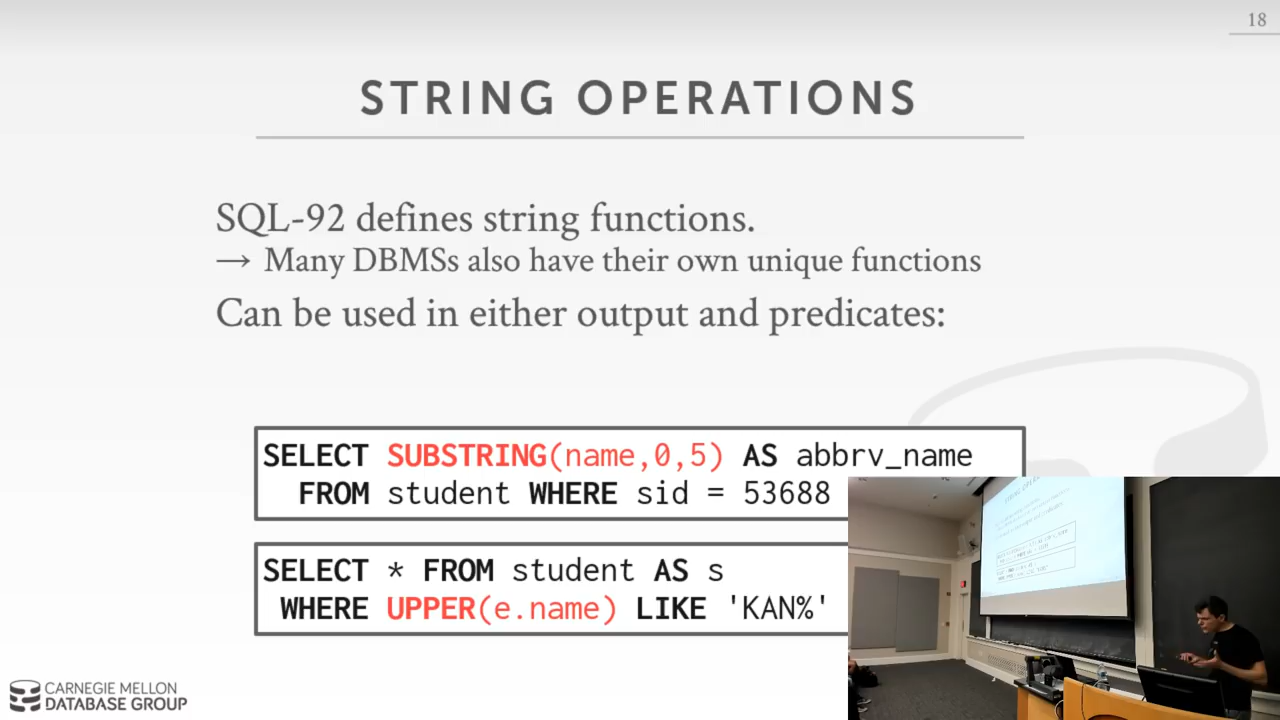 18
STRING OPERATIONS
SQL-92 defines string functions.
→ Many DBMSs also have their own unique functions
Can be used in either output and predicates:
SELECT SUBSTRING(name,0,5) AS abbrv_name
FROM student WHERE sid = 53688
SELECT * FROM student AS s
WHERE UPPER(e.name) LIKE 'KAN%'
CARNEGIE MELLON
DATABASE GROUP